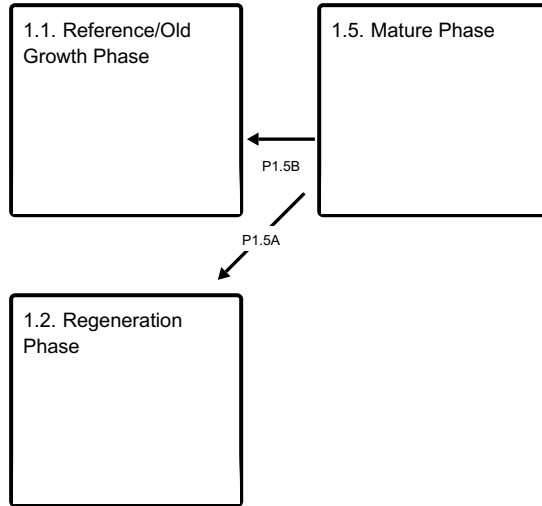 1.1. Reference/Old
Growth Phase
1.5. Mature Phase
P1.5B
P1.5A
1.2. Regeneration
Phase